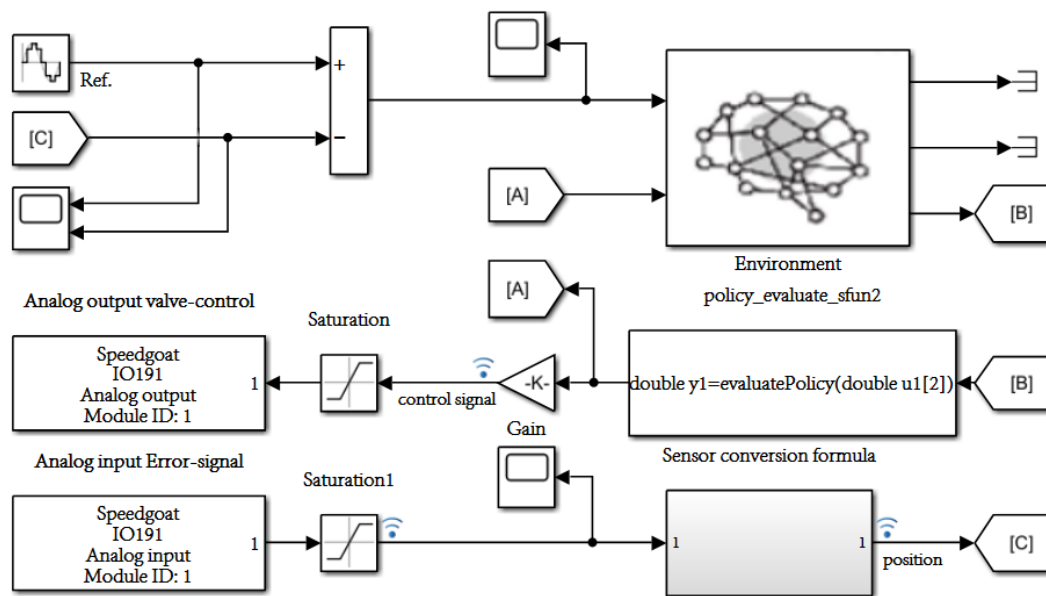 Ref.
+
[C]
−
[A]
[B]
Environment
policy_evaluate_sfun2
Analog output valve-control
Speedgoat
IO191
Analog output
Module ID: 1
1
Saturation
control signal
-K-
Gain
[A]
double y1=evaluatePolicy(double u1[2])
[B]
Sensor conversion formula
Analog input Error-signal
Speedgoat
IO191
Analog input
Module ID: 1
1
Saturation1
1
1
position
[C]